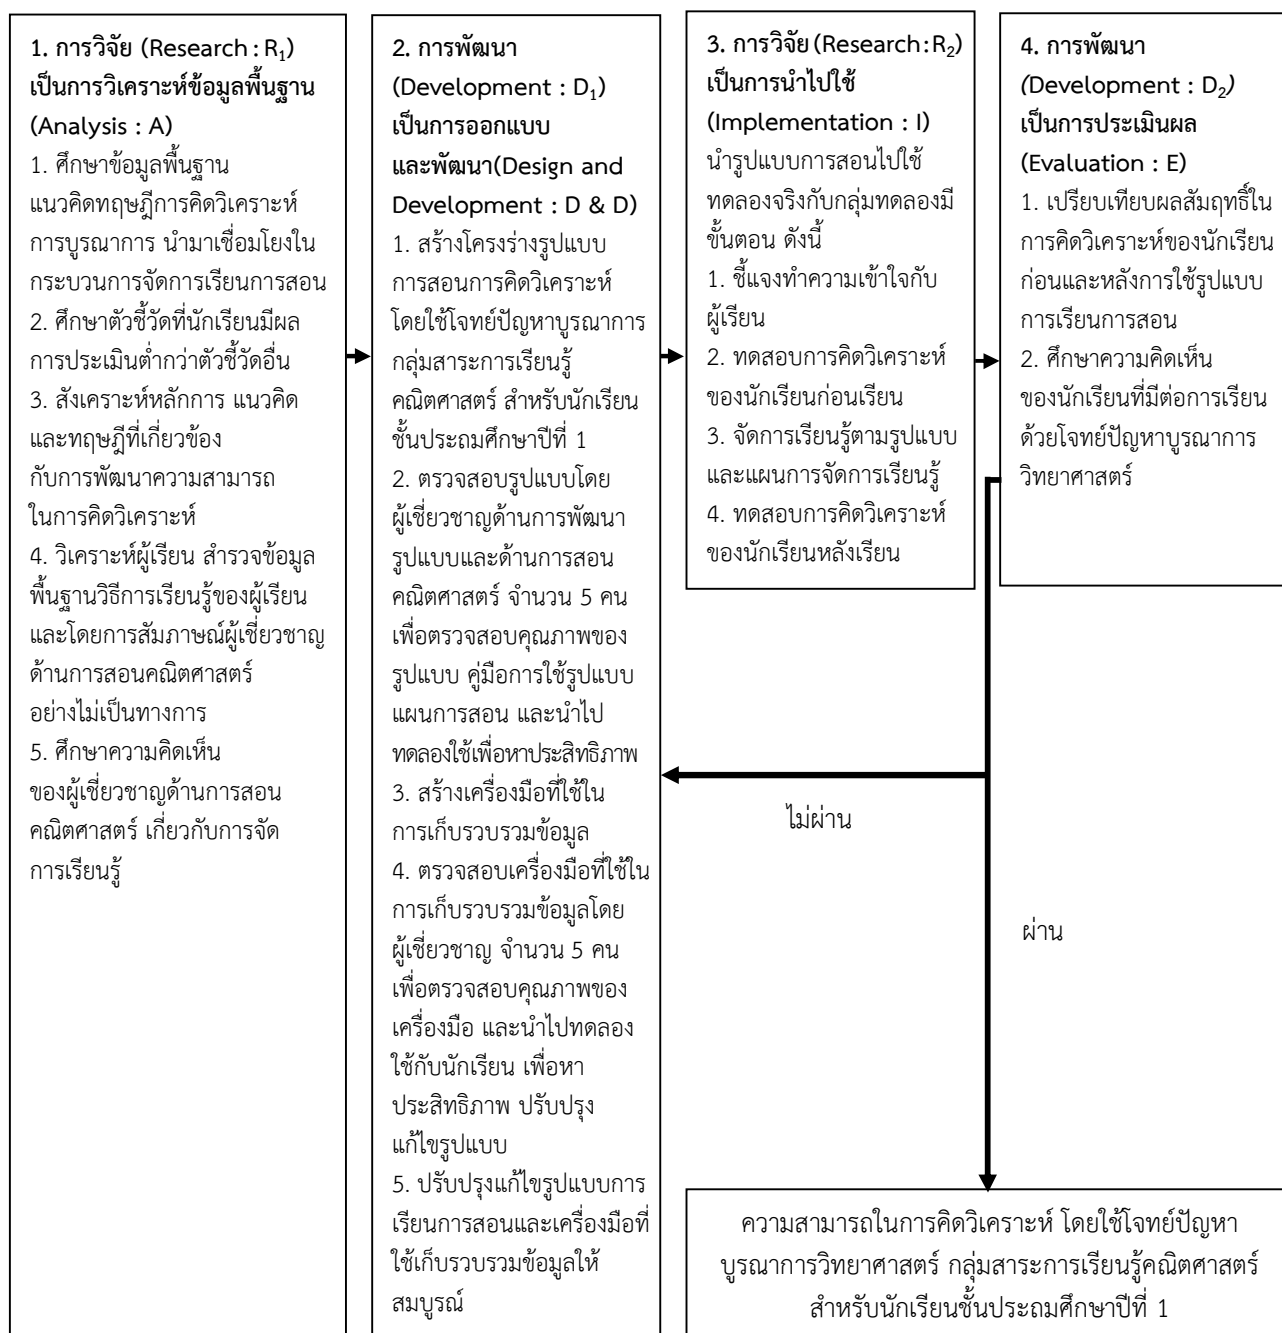 1. การวิจัย (Research : R₁)
เป็นการวิเคราะห์ข้อมูลพื้นฐาน
(Analysis : A)
1. ศึกษาข้อมูลพื้นฐาน
แนวคิดทฤษฎีการคิดวิเคราะห์
การบูรณาการ นำมาเชื่อมโยงใน
กระบวนการจัดการเรียนการสอน
2. ศึกษาตัวชี้วัดที่นักเรียนมีผล
การประเมินต่ำกว่าตัวชี้วัดอื่น
3. สังเคราะห์หลักการ แนวคิด
และทฤษฎีที่เกี่ยวข้อง
กับการพัฒนาความสามารถ
ในการคิดวิเคราะห์
4. วิเคราะห์ผู้เรียน สำรวจข้อมูล
พื้นฐานวิธีการเรียนรู้ของผู้เรียน
และโดยการสัมภาษณ์ผู้เชี่ยวชาญ
ด้านการสอนคณิตศาสตร์
อย่างไม่เป็นทางการ
5. ศึกษาความคิดเห็น
ของผู้เชี่ยวชาญด้านการสอน
คณิตศาสตร์ เกี่ยวกับการจัด
การเรียนรู้
2. การพัฒนา
(Development : D₁)
เป็นการออกแบบ
และพัฒนา(Design and
Development : D & D)
1. สร้างโครงร่างรูปแบบ
การสอนการคิดวิเคราะห์
โดยใช้โจทย์ปัญหาบูรณาการ
กลุ่มสาระการเรียนรู้
คณิตศาสตร์ สำหรับนักเรียน
ชั้นประถมศึกษาปีที่ 1
2. ตรวจสอบรูปแบบโดย
ผู้เชี่ยวชาญด้านการพัฒนา
รูปแบบและด้านการสอน
คณิตศาสตร์ จำนวน 5 คน
เพื่อตรวจสอบคุณภาพของ
รูปแบบ คู่มือการใช้รูปแบบ
แผนการสอน และนำไป
ทดลองใช้เพื่อหาประสิทธิภาพ
3. สร้างเครื่องมือที่ใช้ใน
การเก็บรวบรวมข้อมูล
4. ตรวจสอบเครื่องมือที่ใช้ใน
การเก็บรวบรวมข้อมูลโดย
ผู้เชี่ยวชาญ จำนวน 5 คน
เพื่อตรวจสอบคุณภาพของ
เครื่องมือ และนำไปทดลอง
ใช้กับนักเรียน เพื่อหา
ประสิทธิภาพ ปรับปรุง
แก้ไขรูปแบบ
5. ปรับปรุงแก้ไขรูปแบบการ
เรียนการสอนและเครื่องมือที่
ใช้เก็บรวบรวมข้อมูลให้
สมบูรณ์
3. การวิจัย (Research : R₂)
เป็นการนำไปใช้
(Implementation : I)
นำรูปแบบการสอนไปใช้
ทดลองจริงกับกลุ่มทดลองมี
ขั้นตอน ดังนี้
1. ชี้แจงทำความเข้าใจกับ
ผู้เรียน
2. ทดสอบการคิดวิเคราะห์
ของนักเรียนก่อนเรียน
3. จัดการเรียนรู้ตามรูปแบบ
และแผนการจัดการเรียนรู้
4. ทดสอบการคิดวิเคราะห์
ของนักเรียนหลังเรียน
4. การพัฒนา
(Development : D₂)
เป็นการประเมินผล
(Evaluation : E)
1. เปรียบเทียบผลสัมฤทธิ์ใน
การคิดวิเคราะห์ของนักเรียน
ก่อนและหลังการใช้รูปแบบ
การเรียนการสอน
2. ศึกษาความคิดเห็น
ของนักเรียนที่มีต่อการเรียน
ด้วยโจทย์ปัญหาบูรณาการ
วิทยาศาสตร์
ไม่ผ่าน
ผ่าน
ความสามารถในการคิดวิเคราะห์ โดยใช้โจทย์ปัญหา
บูรณาการวิทยาศาสตร์ กลุ่มสาระการเรียนรู้คณิตศาสตร์
สำหรับนักเรียนชั้นประถมศึกษาปีที่ 1